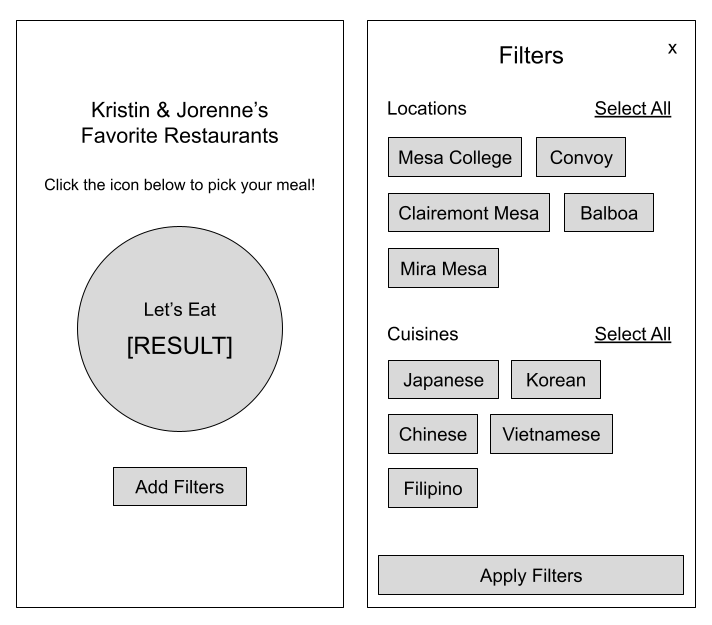 Kristin & Jorenne's
Favorite Restaurants
Click the icon below to pick your meal!
Let's Eat
[RESULT]
Add Filters
Filters
x
Locations
Select All
Mesa College
Convoy
Clairemont Mesa
Balboa
Mira Mesa
Cuisines
Select All
Japanese
Korean
Chinese
Vietnamese
Filipino
Apply Filters